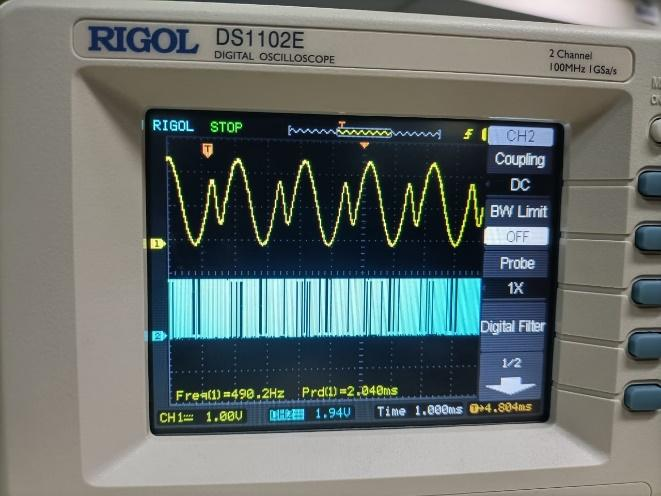 RIGOL DS1102E
DIGITAL OSCILLOSCOPE
2 Channel
100MHz 1GSa/s
RIGOL STOP
T
CH2
Coupling
DC
BW Limit
OFF
Probe
1X
Digital Filter
1/2
T
1
2
Freq(1)=490.2Hz Prd(1)=2.040ms
CH1 1.00V CH2 1.94V Time 1.000ms T→4.804ms